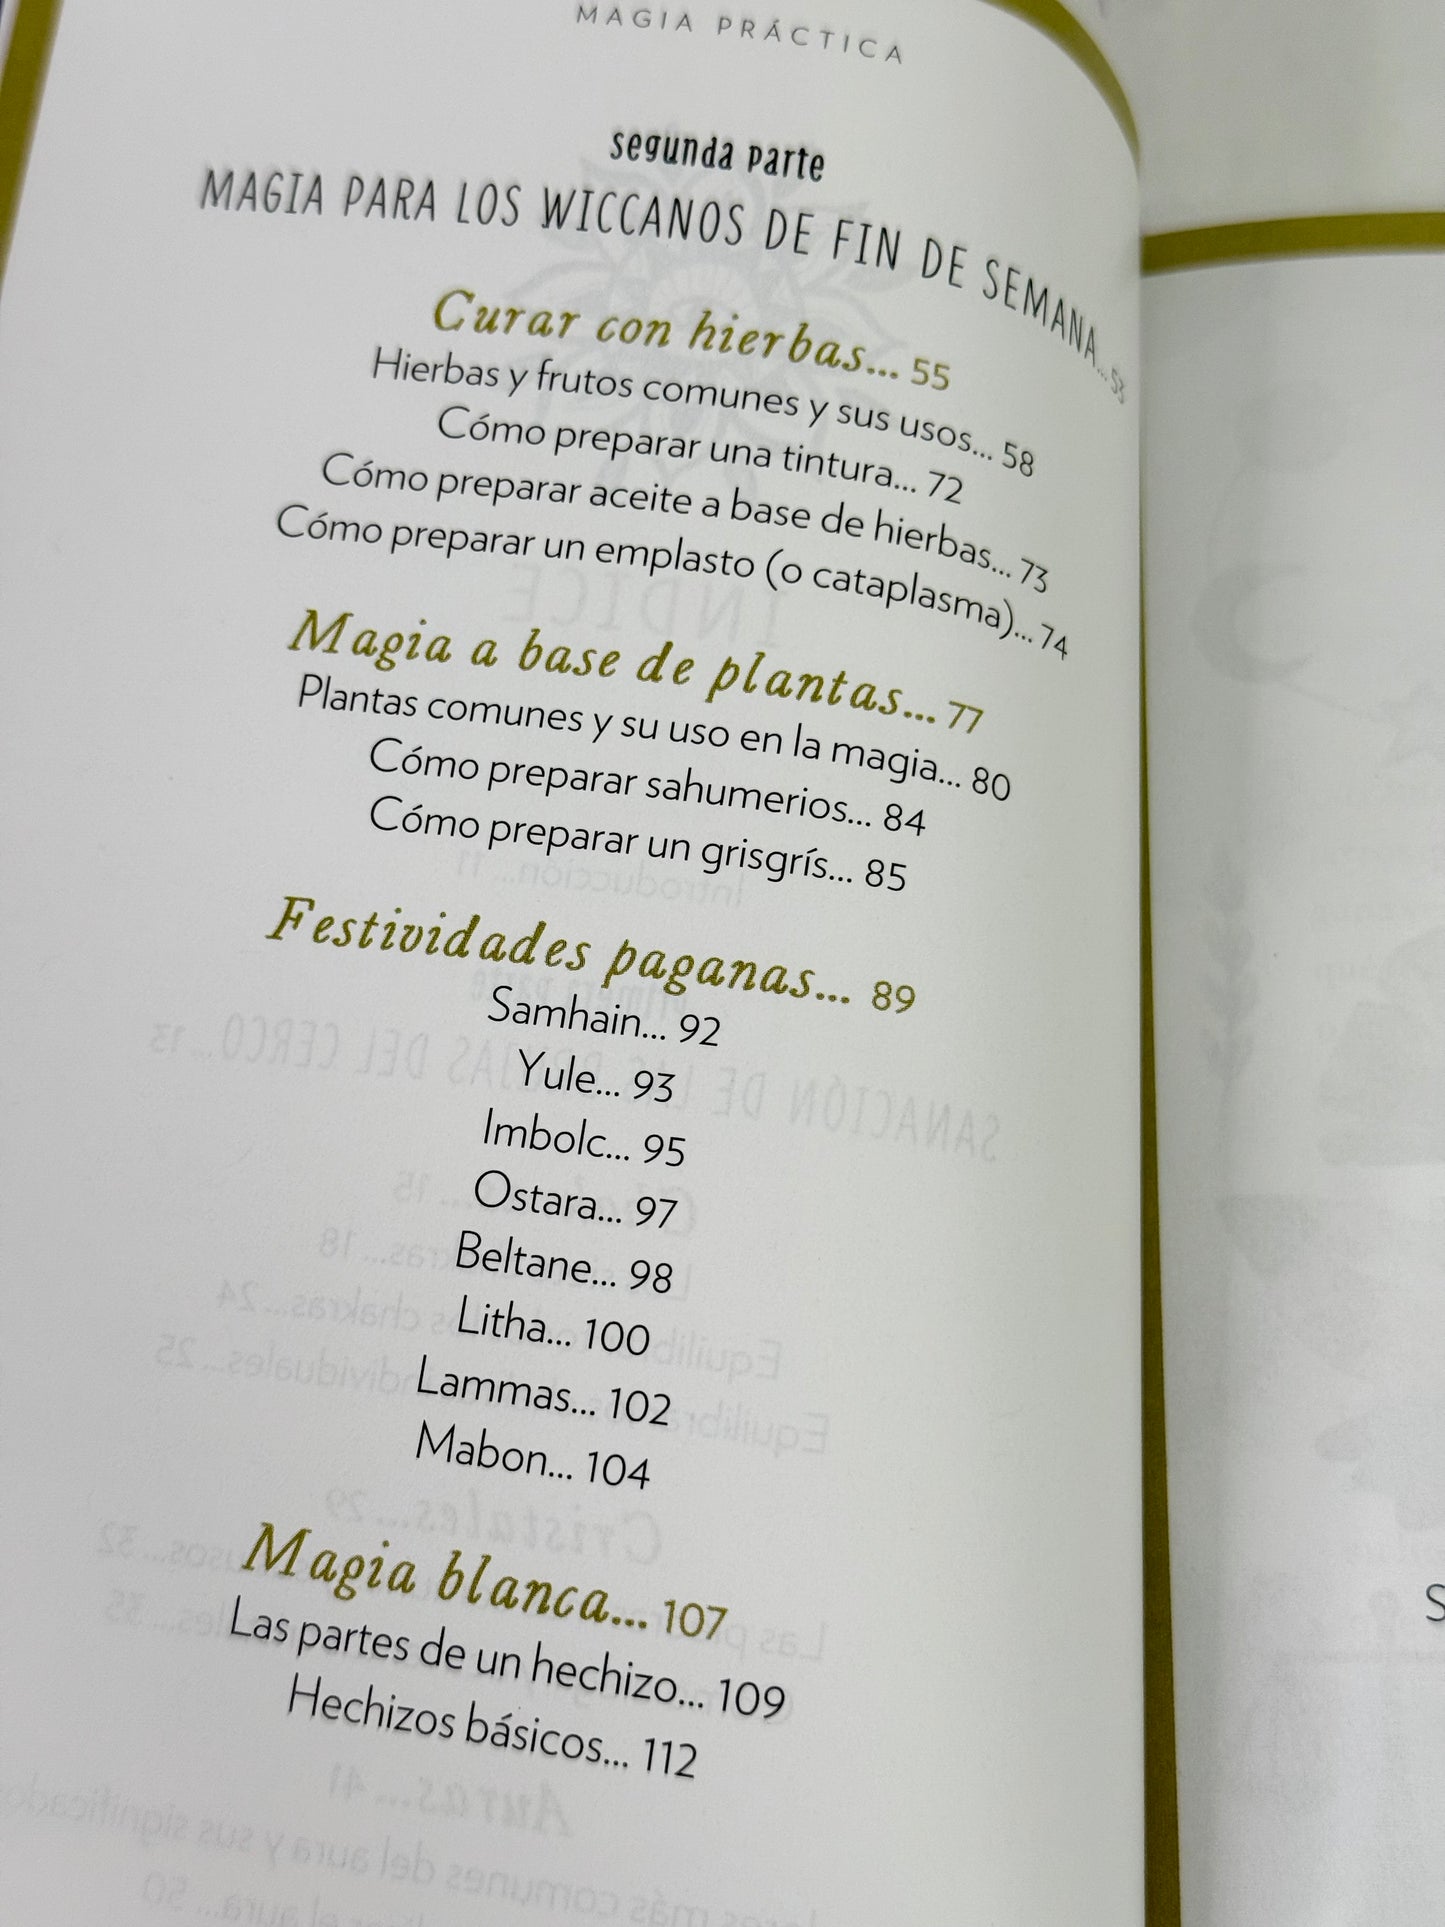 MAGIA PRÁCTICA
segunda parte
MAGIA PARA LOS WICCANOS DE FIN DE SEMANA... 53
Curar con hierbas... 55
Hierbas y frutos comunes y sus usos... 58
Cómo preparar una tintura... 72
Cómo preparar aceite a base de hierbas... 73
Cómo preparar un emplasto (o cataplasma)... 74
Magia a base de plantas... 77
Plantas comunes y su uso en la magia... 80
Cómo preparar sahumerios... 84
Cómo preparar un grisgrís... 85
Festividades paganas... 89
Samhain... 92
Yule... 93
Imbolc... 95
Ostara... 97
Beltane... 98
Litha... 100
Lammas... 102
Mabon... 104
Magia blanca... 107
Las partes de un hechizo... 109
Hechizos básicos... 112